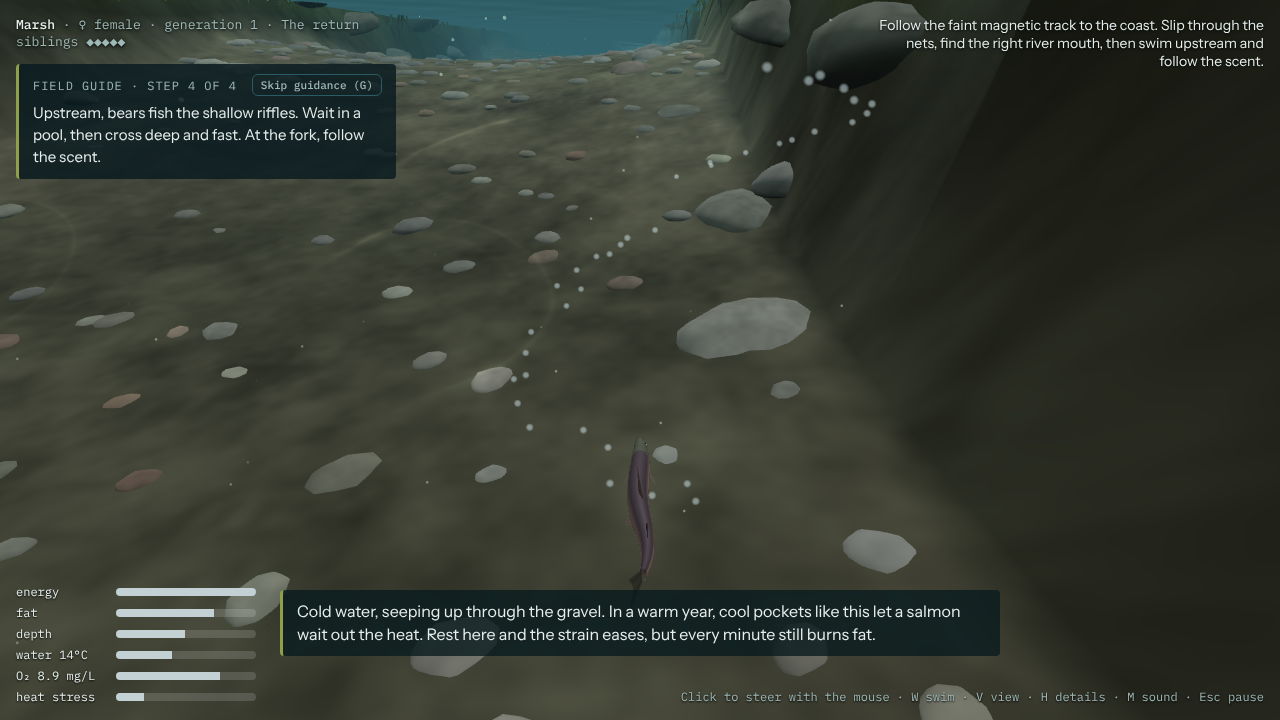 Marsh · ♀ female · generation 1 · The return
siblings ◆◆◆◆◆
Follow the faint magnetic track to the coast. Slip through the
nets, find the right river mouth, then swim upstream and
follow the scent.
FIELD GUIDE · STEP 4 OF 4
Skip guidance (G)
Upstream, bears fish the shallow riffles. Wait in a
pool, then cross deep and fast. At the fork, follow
the scent.
energy
fat
depth
water 14°C
O₂ 8.9 mg/L
heat stress
Cold water, seeping up through the gravel. In a warm year, cool pockets like this let a salmon
wait out the heat. Rest here and the strain eases, but every minute still burns fat.
Click to steer with the mouse · W swim · V view · H details · M sound · Esc pause